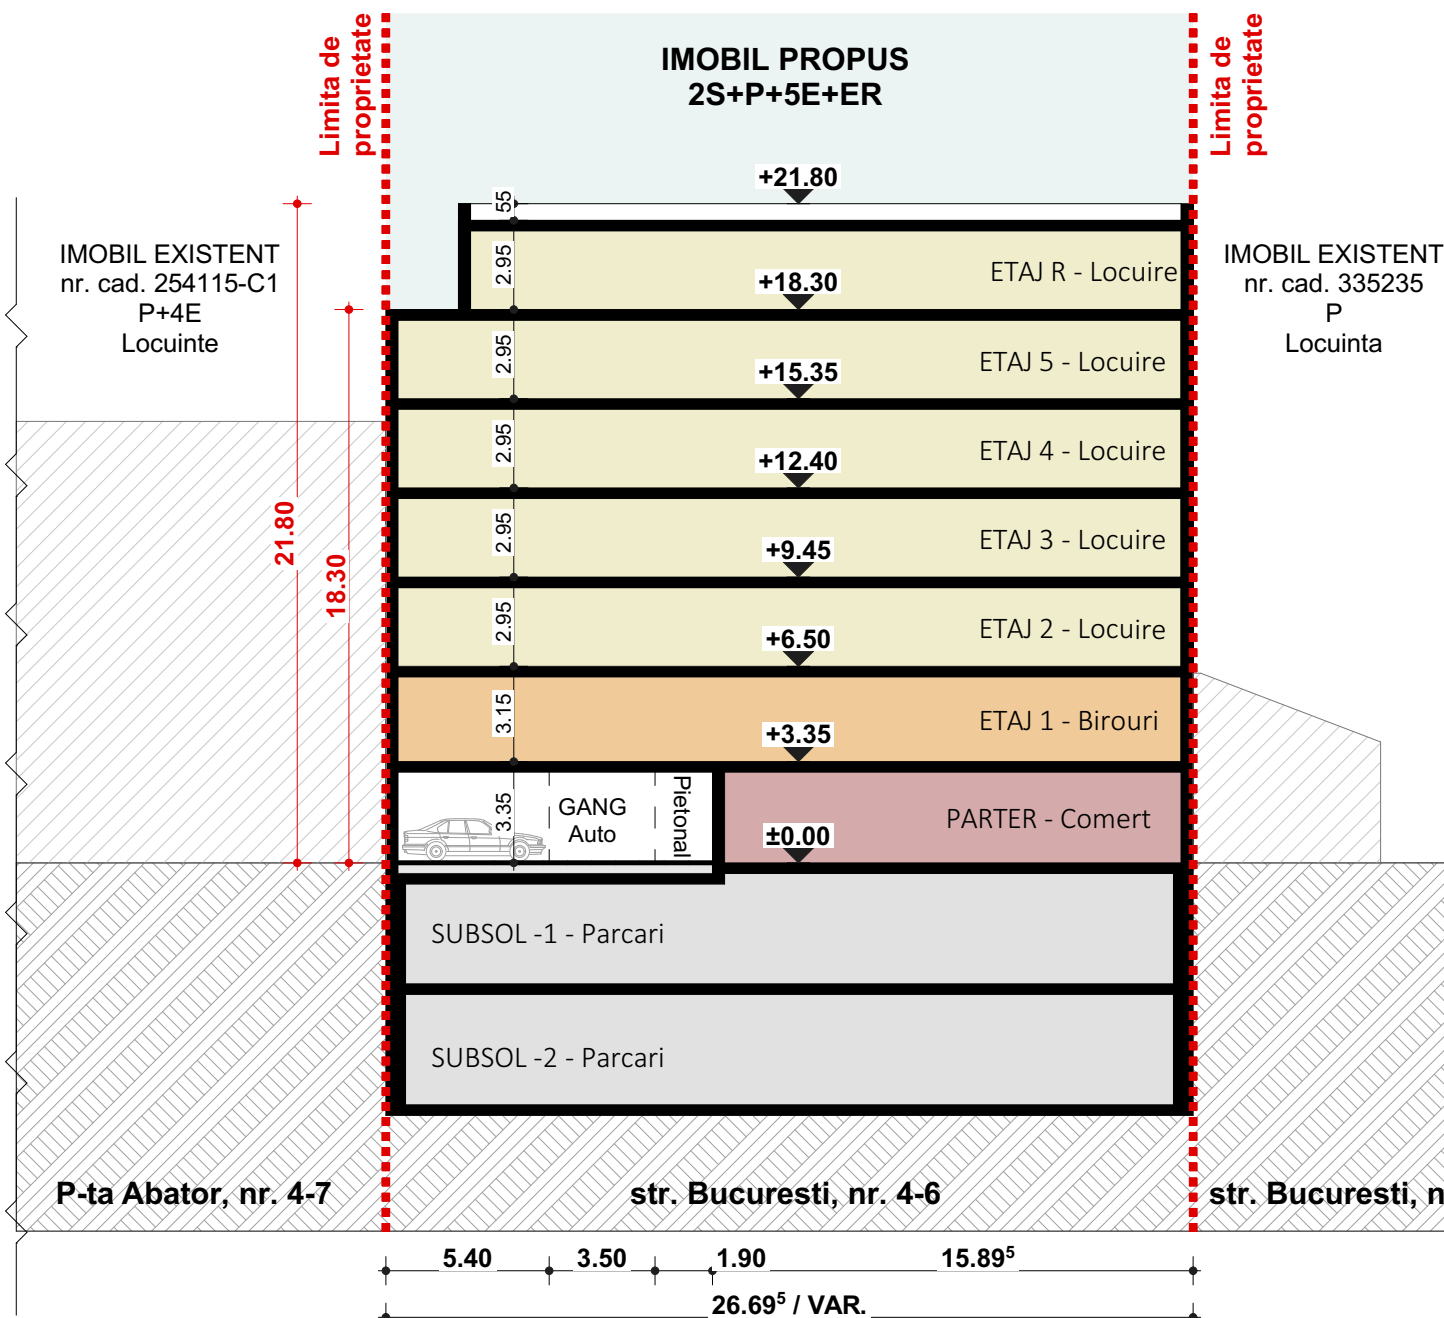 Limita de
proprietate
IMOBIL PROPUS
2S+P+5E+ER
Limita de
proprietate
+21.80
55
IMOBIL EXISTENT
nr. cad. 254115-C1
P+4E
Locuinte
2.95
ETAJ R - Locuire
+18.30
IMOBIL EXISTENT
nr. cad. 335235
P
Locuinta
2.95
ETAJ 5 - Locuire
+15.35
2.95
ETAJ 4 - Locuire
+12.40
21.80
18.30
2.95
ETAJ 3 - Locuire
+9.45
2.95
ETAJ 2 - Locuire
+6.50
3.15
ETAJ 1 - Birouri
+3.35
3.35
GANG
Auto
Pietonal
PARTER - Comert
±0.00
SUBSOL -1 - Parcari
SUBSOL -2 - Parcari
P-ta Abator, nr. 4-7
str. Bucuresti, nr. 4-6
str. Bucuresti, n
5.40 3.50 1.90 15.89⁵
26.69⁵ / VAR.